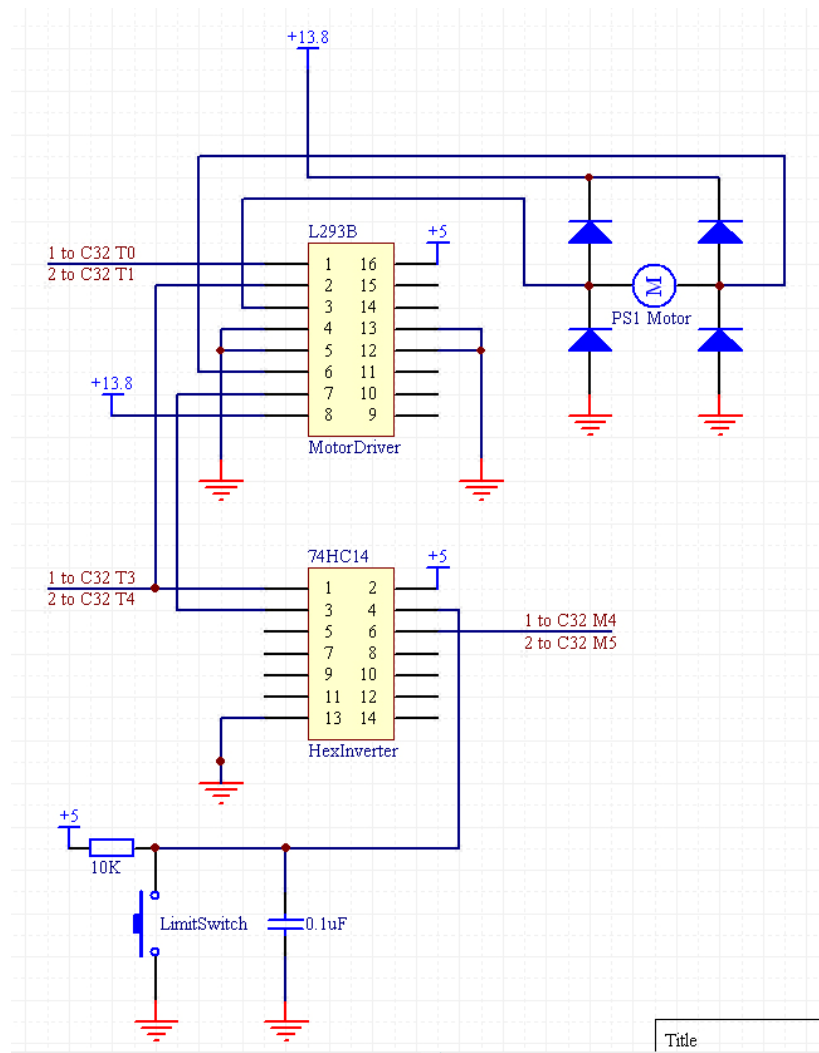 +13.8
L293B
+5
1 to C32 T0
2 to C32 T1
1 16
2 15
3 14
4 13
5 12
6 11
7 10
8 9
MotorDriver
M
PS1 Motor
+13.8
74HC14
+5
1 to C32 T3
2 to C32 T4
1 2
3 4
5 6
7 8
9 10
11 12
13 14
HexInverter
1 to C32 M4
2 to C32 M5
+5
10K
LimitSwitch
0.1uF
Title